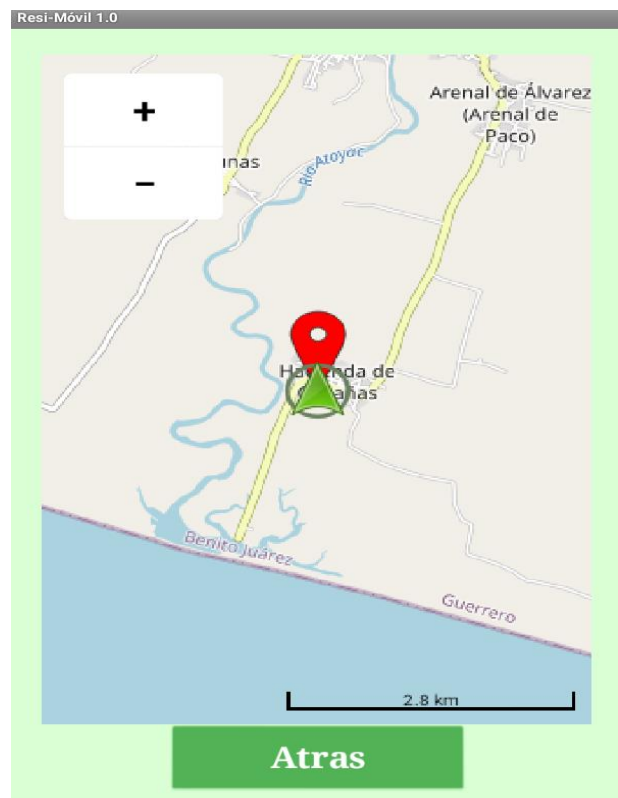 Resi-Móvil 1.0
+
−
Arenal de Álvarez
(Arenal de
Paco)
Río Atoyac
Hacienda de
Benito Juárez
Guerrero
2.8 km
Atras